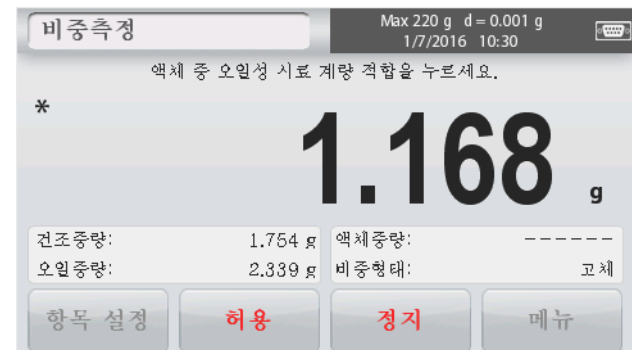 비중측정
Max 220 g d = 0.001 g
1/7/2016 10:30
액체 중 오일성 시료 계량 적합을 누르세요.
*
1.168 g
건조중량: 1.754 g 액체중량: ------
오일중량: 2.339 g 비중형태: 고체
항목 설정 허용 정지 메뉴